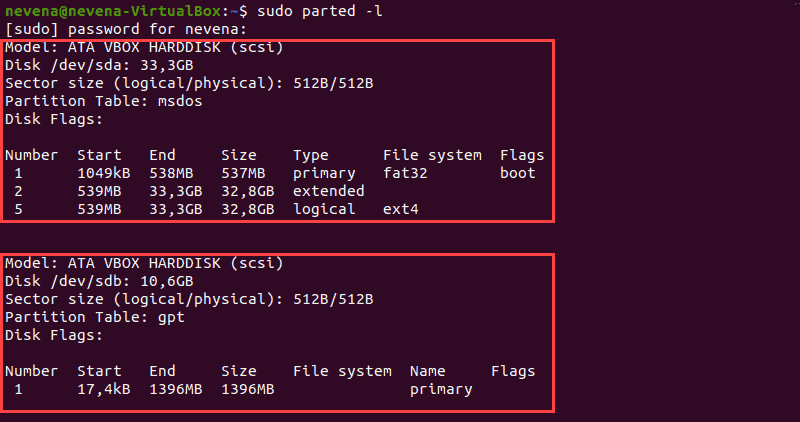 nevena@nevena-VirtualBox:~$ sudo parted -l
[sudo] password for nevena:
Model: ATA VBOX HARDDISK (scsi)
Disk /dev/sda: 33,3GB
Sector size (logical/physical): 512B/512B
Partition Table: msdos
Disk Flags:

Number  Start   End     Size    Type      File system  Flags
 1      1049kB  538MB   537MB   primary   fat32        boot
 2      539MB   33,3GB  32,8GB  extended
 5      539MB   33,3GB  32,8GB  logical   ext4

Model: ATA VBOX HARDDISK (scsi)
Disk /dev/sdb: 10,6GB
Sector size (logical/physical): 512B/512B
Partition Table: gpt
Disk Flags:

Number  Start   End     Size    File system  Name     Flags
 1      17,4kB  1396MB  1396MB               primary